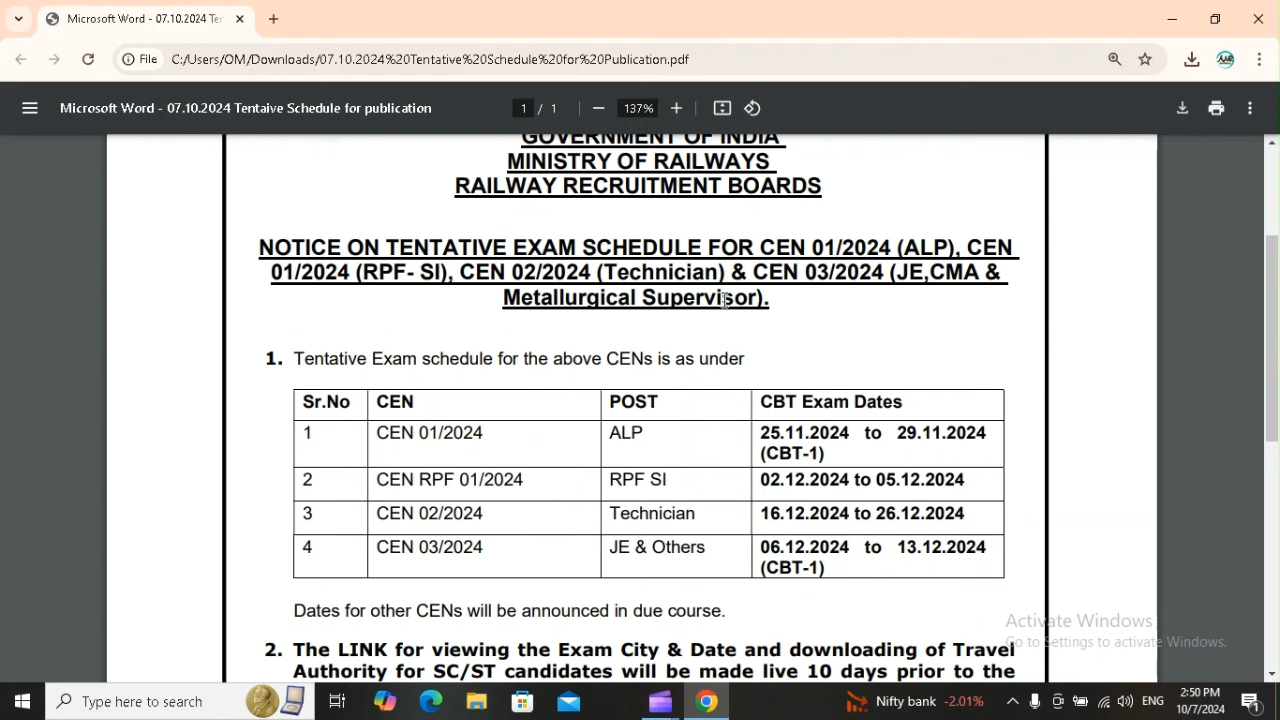 Microsoft Word - 07.10.2024 Ter
File C:/Users/OM/Downloads/07.10.2024%20Tentative%20Schedule%20for%20Publication.pdf
Microsoft Word - 07.10.2024 Tentaive Schedule for publication 1 / 1 137%
GOVERNMENT OF INDIA
MINISTRY OF RAILWAYS
RAILWAY RECRUITMENT BOARDS
NOTICE ON TENTATIVE EXAM SCHEDULE FOR CEN 01/2024 (ALP), CEN
01/2024 (RPF- SI), CEN 02/2024 (Technician) & CEN 03/2024 (JE,CMA &
Metallurgical Supervisor).
1. Tentative Exam schedule for the above CENs is as under
Sr.No CEN POST CBT Exam Dates
1 CEN 01/2024 ALP 25.11.2024 to 29.11.2024
(CBT-1)
2 CEN RPF 01/2024 RPF SI 02.12.2024 to 05.12.2024
3 CEN 02/2024 Technician 16.12.2024 to 26.12.2024
4 CEN 03/2024 JE & Others 06.12.2024 to 13.12.2024
(CBT-1)
Dates for other CENs will be announced in due course.
2. The LINK for viewing the Exam City & Date and downloading of Travel
Authority for SC/ST candidates will be made live 10 days prior to the
Activate Windows
Go to Settings to activate Windows.
Type here to search
Nifty bank -2.01%
ENG
2:50 PM
10/7/2024
1